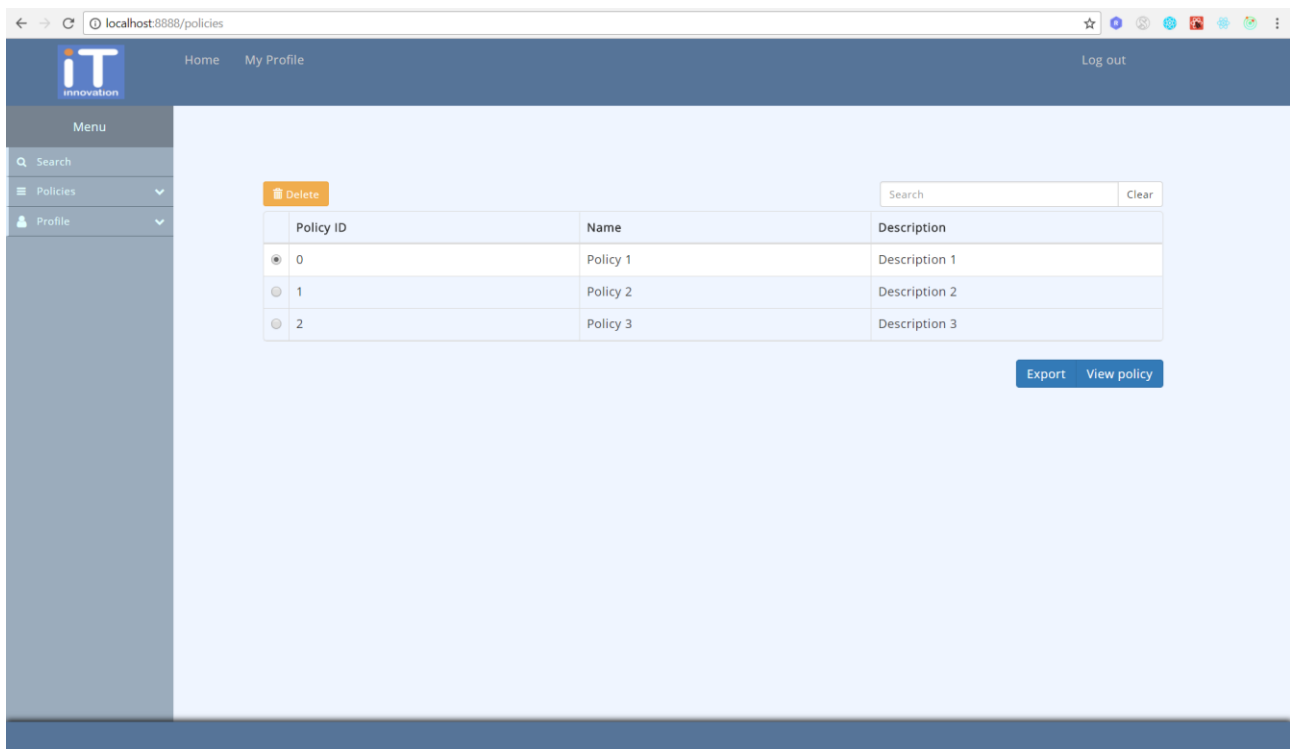 localhost:8888/policies
iT
innovation
Home My Profile Log out
Menu
Search
Policies
Profile
Delete
Search Clear
Policy ID Name Description
0 Policy 1 Description 1
1 Policy 2 Description 2
2 Policy 3 Description 3
Export View policy